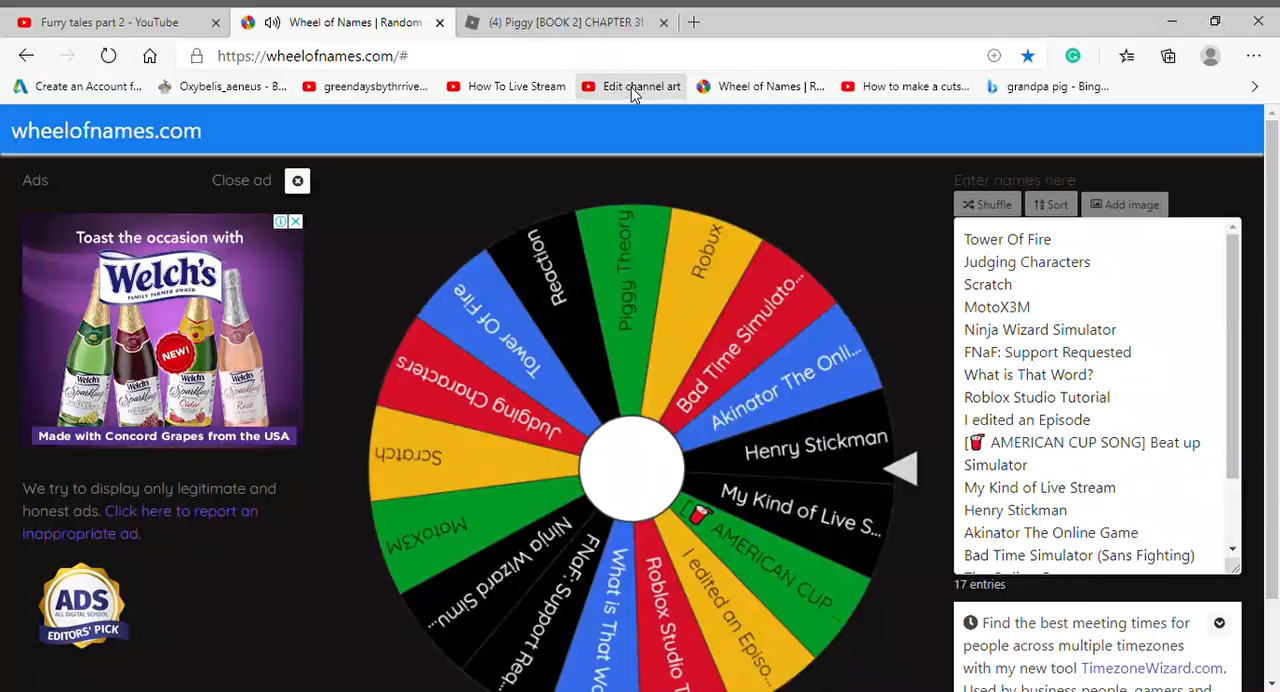 Furry tales part 2 - YouTube
Wheel of Names | Random
(4) Piggy [BOOK 2] CHAPTER 3!
https://wheelofnames.com/#
Create an Account f...
Oxybelis_aeneus - B...
greendaysbythrrive...
How To Live Stream
Edit channel art
Wheel of Names | R...
How to make a cuts...
grandpa pig - Bing...
wheelofnames.com
Ads
Close ad
Toast the occasion with
Welch's
FAMILY FARMER OWNED
NEW!
Made with Concord Grapes from the USA
We try to display only legitimate and
honest ads. Click here to report an
inappropriate ad.
ADS
ALL DIGITAL SCHOOL
EDITORS' PICK
Reaction
Piggy Theory
Robux
Bad Time Simulato...
Akinator The Onli...
Henry Stickman
My Kind of Live S...
[🥤 AMERICAN CUP ...
I edited an Episo...
Roblox Studio T
What is That Wo
FNaF: Support Req...
Ninja Wizard Simu...
MotoX3M
Scratch
Judging Characters
Tower Of Fire
Enter names here
Shuffle
Sort
Add image
Tower Of Fire
Judging Characters
Scratch
MotoX3M
Ninja Wizard Simulator
FNaF: Support Requested
What is That Word?
Roblox Studio Tutorial
I edited an Episode
[🥤 AMERICAN CUP SONG] Beat up
Simulator
My Kind of Live Stream
Henry Stickman
Akinator The Online Game
Bad Time Simulator (Sans Fighting)
17 entries
Find the best meeting times for
people across multiple timezones
with my new tool TimezoneWizard.com.
Used by business people, gamers and